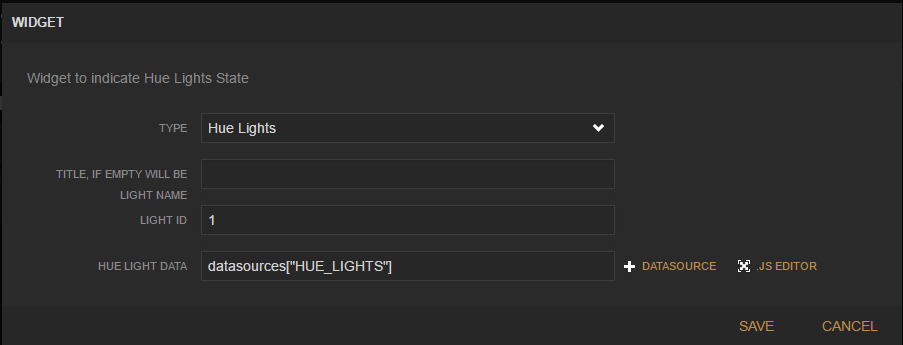 WIDGET
Widget to indicate Hue Lights State
TYPE
Hue Lights
TITLE, IF EMPTY WILL BE
LIGHT NAME
LIGHT ID
1
HUE LIGHT DATA
datasources["HUE_LIGHTS"]
DATASOURCE
.JS EDITOR
SAVE
CANCEL